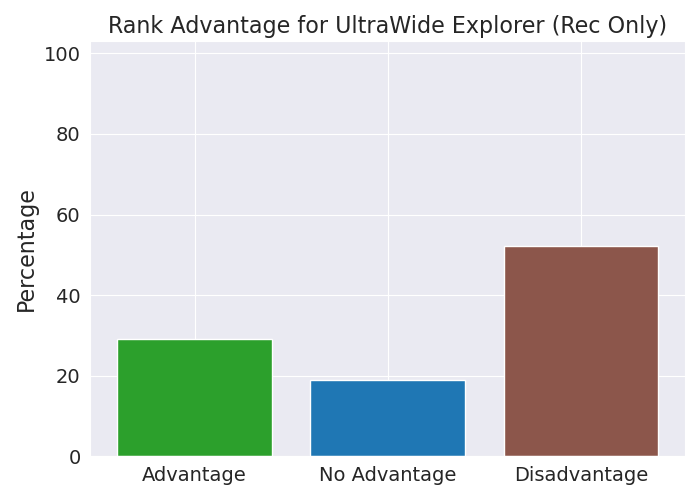 Rank Advantage for UltraWide Explorer (Rec Only)
100
80
60
40
20
0
Percentage
Advantage
No Advantage
Disadvantage